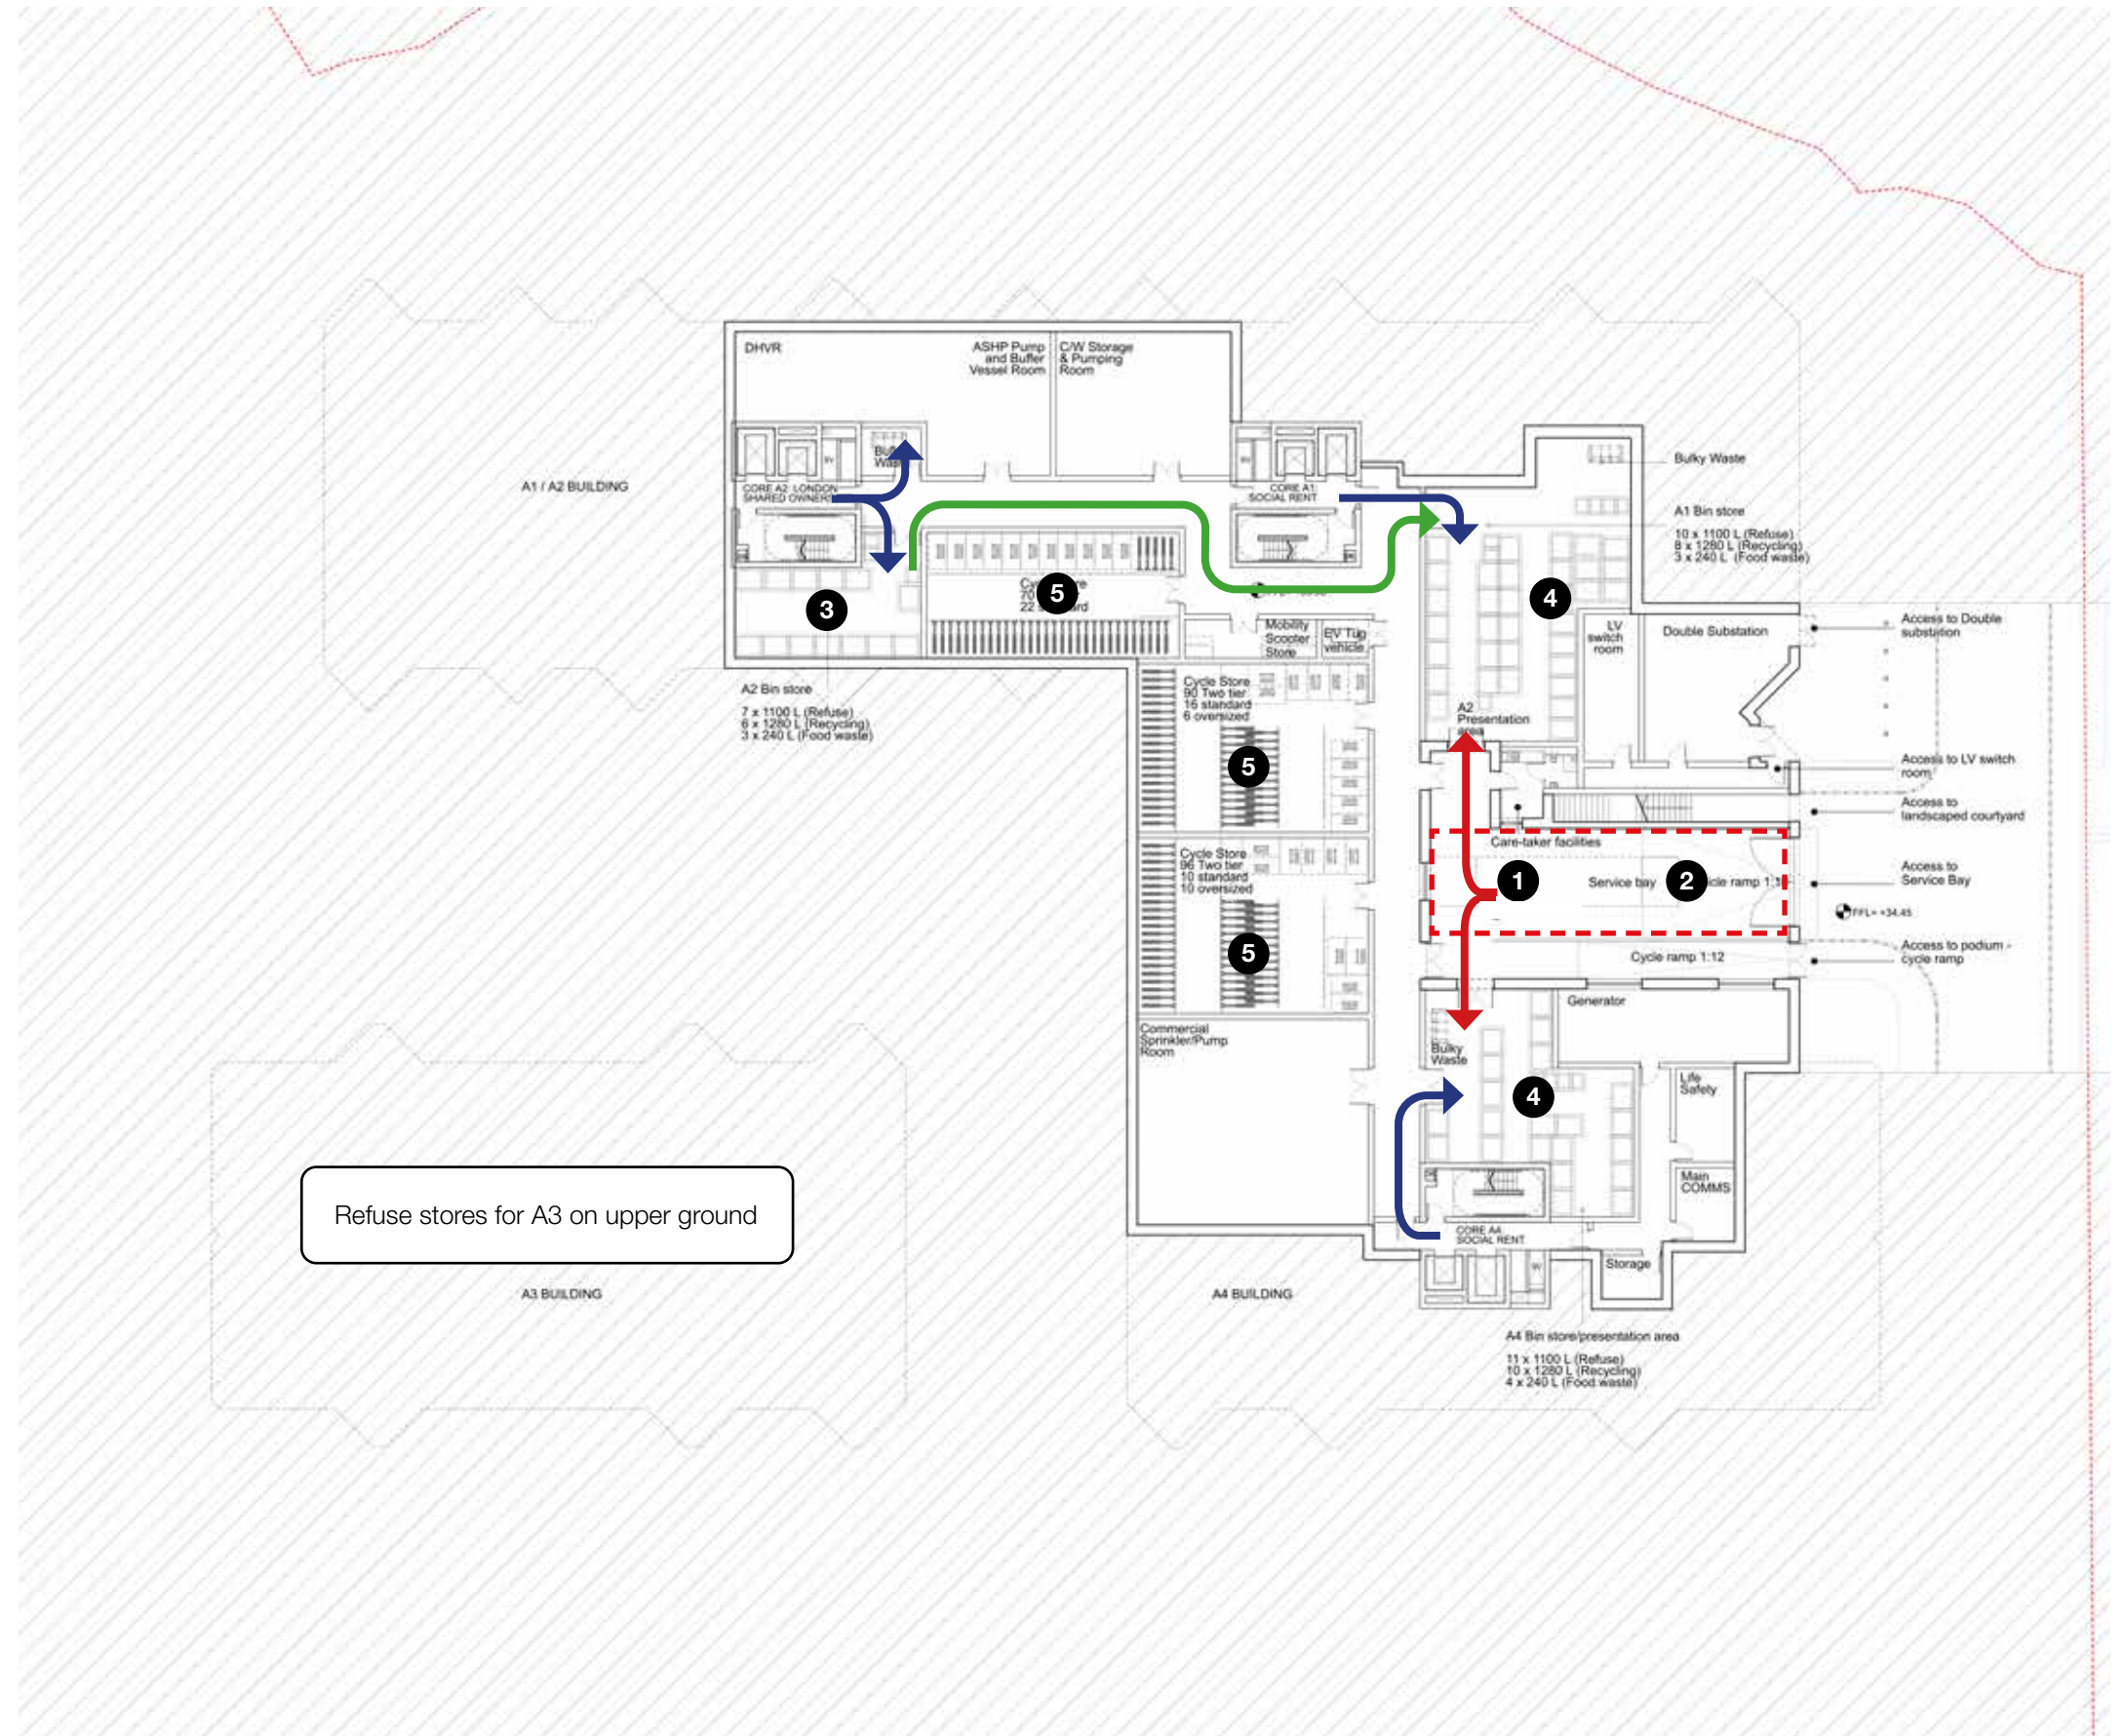 DHVR
ASHP Pump
and Buffer
Vessel Room
C/W Storage
& Pumping
Room
A1 / A2 BUILDING
CORE A2 LONDON
SHARED
CORE A1
SOCIAL RENT
Bulky Waste
A1 Bin store
10 x 1100 L (Refuse)
8 x 1280 L (Recycling)
3 x 240 L (Food waste)
3
5
22
4
Mobility
Scooter
Store
EV Tug
vehicle
LV
switch
room
Double Substation
Access to Double
substation
A2 Bin store
7 x 1100 L (Refuse)
6 x 1280 L (Recycling)
3 x 240 L (Food waste)
Cycle Store
90 Two tier
16 standard
6 oversized
5
A2
Presentation
area
Access to LV switch
room
Access to
landscaped courtyard
Care-taker facilities
Cycle Store
96 Two tier
10 standard
10 oversized
5
1
Service bay
2
Access to
Service Bay
FFL= +34.45
Cycle ramp 1:12
Access to podium -
cycle ramp
Generator
Commercial
Sprinkler/Pump
Room
Bulky
Waste
4
Life
Safety
Main
COMMS
Refuse stores for A3 on upper ground
CORE A4
SOCIAL RENT
Storage
A3 BUILDING
A4 BUILDING
A4 Bin store/presentation area
11 x 1100 L (Refuse)
10 x 1280 L (Recycling)
4 x 240 L (Food waste)